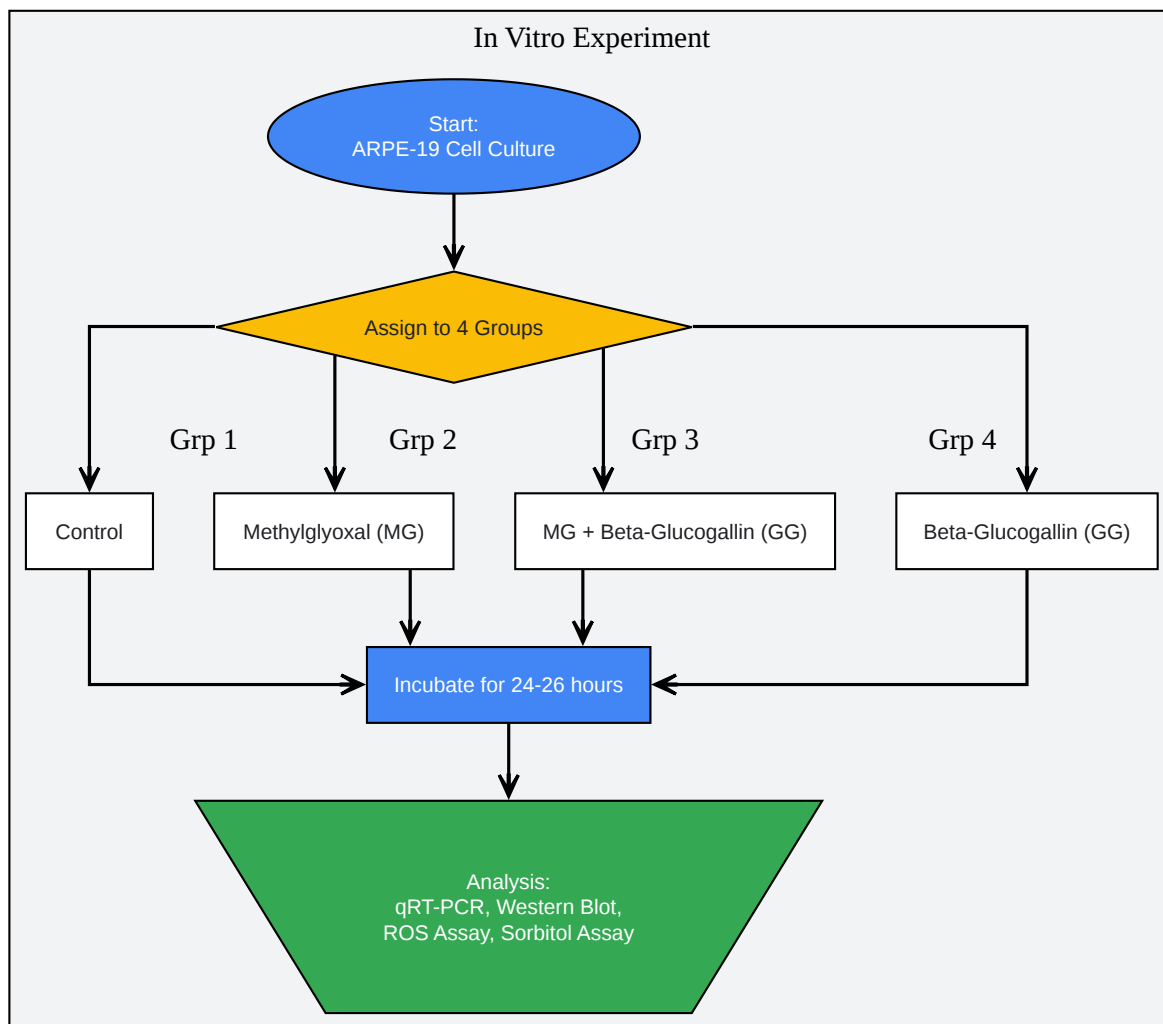 In Vitro Experiment
Start:
ARPE-19 Cell Culture
Assign to 4 Groups
Grp 1
Grp 2
Grp 3
Grp 4
Control
Methylglyoxal (MG)
MG + Beta-Glucogallin (GG)
Beta-Glucogallin (GG)
Incubate for 24-26 hours
Analysis:
qRT-PCR, Western Blot,
ROS Assay, Sorbitol Assay